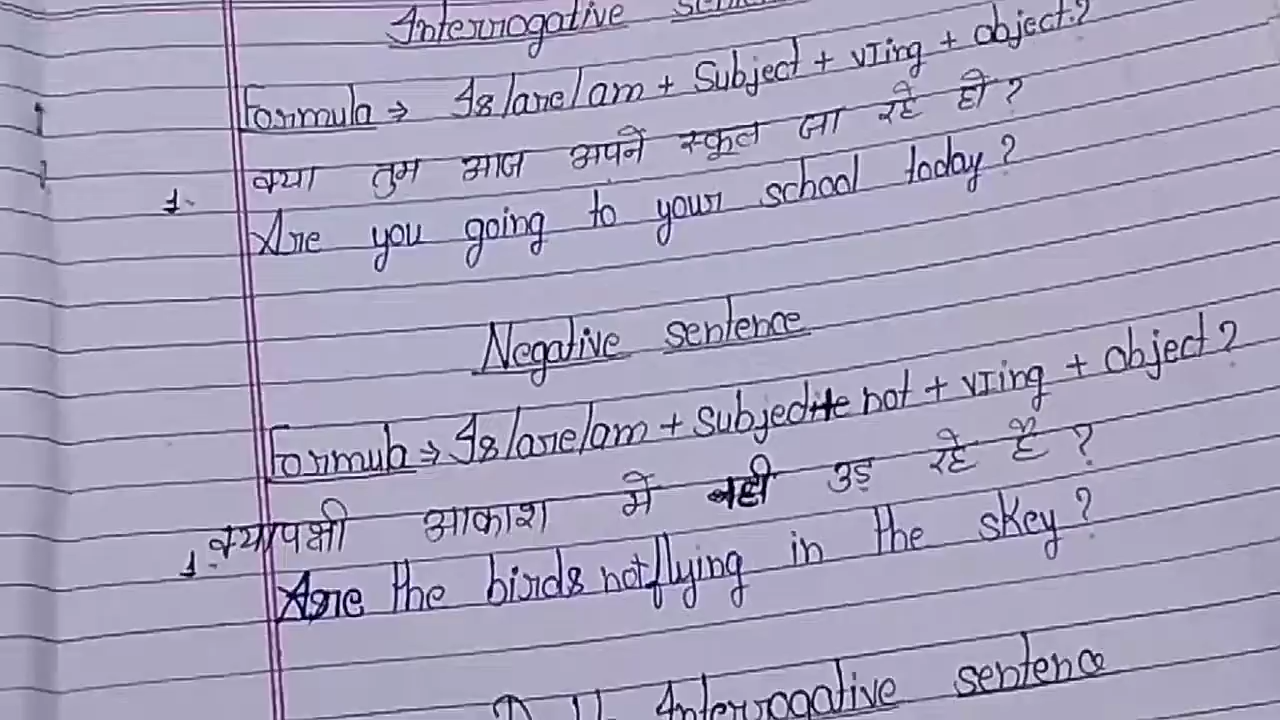 Interrogative
Formula → Is/are/am + Subject + VIing + object?
क्या तुम आज अपने स्कूल जा रहे हो?
1. Are you going to your school today?
Negative sentence
Formula → Is/are/am + Subject + not + VIing + object?
1. क्या पक्षी आकाश में नही उड़ रहे है?
Are the birds not flying in the skey?
Interrogative sentence